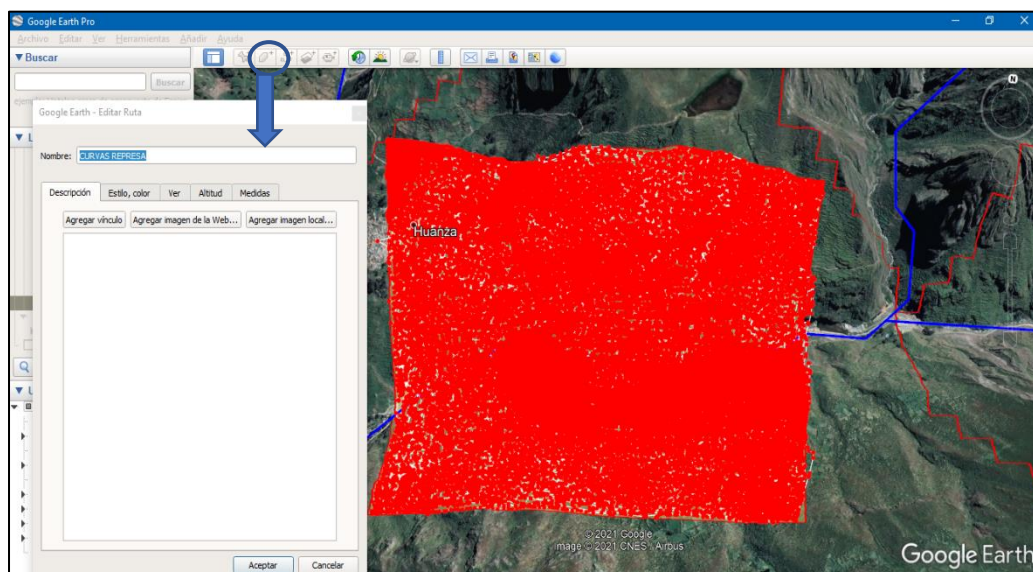 Google Earth Pro
Archivo Editar Ver Herramientas Añadir Ayuda
Buscar
Buscar
Google Earth - Editar Ruta
Nombre: CURVAS REPRESA
Descripción Estilo, color Ver Altitud Medidas
Agregar vínculo Agregar imagen de la Web... Agregar imagen local...
Aceptar Cancelar
Huanza
N
© 2021 Google
Image © 2021 CNES / Airbus
Google Earth